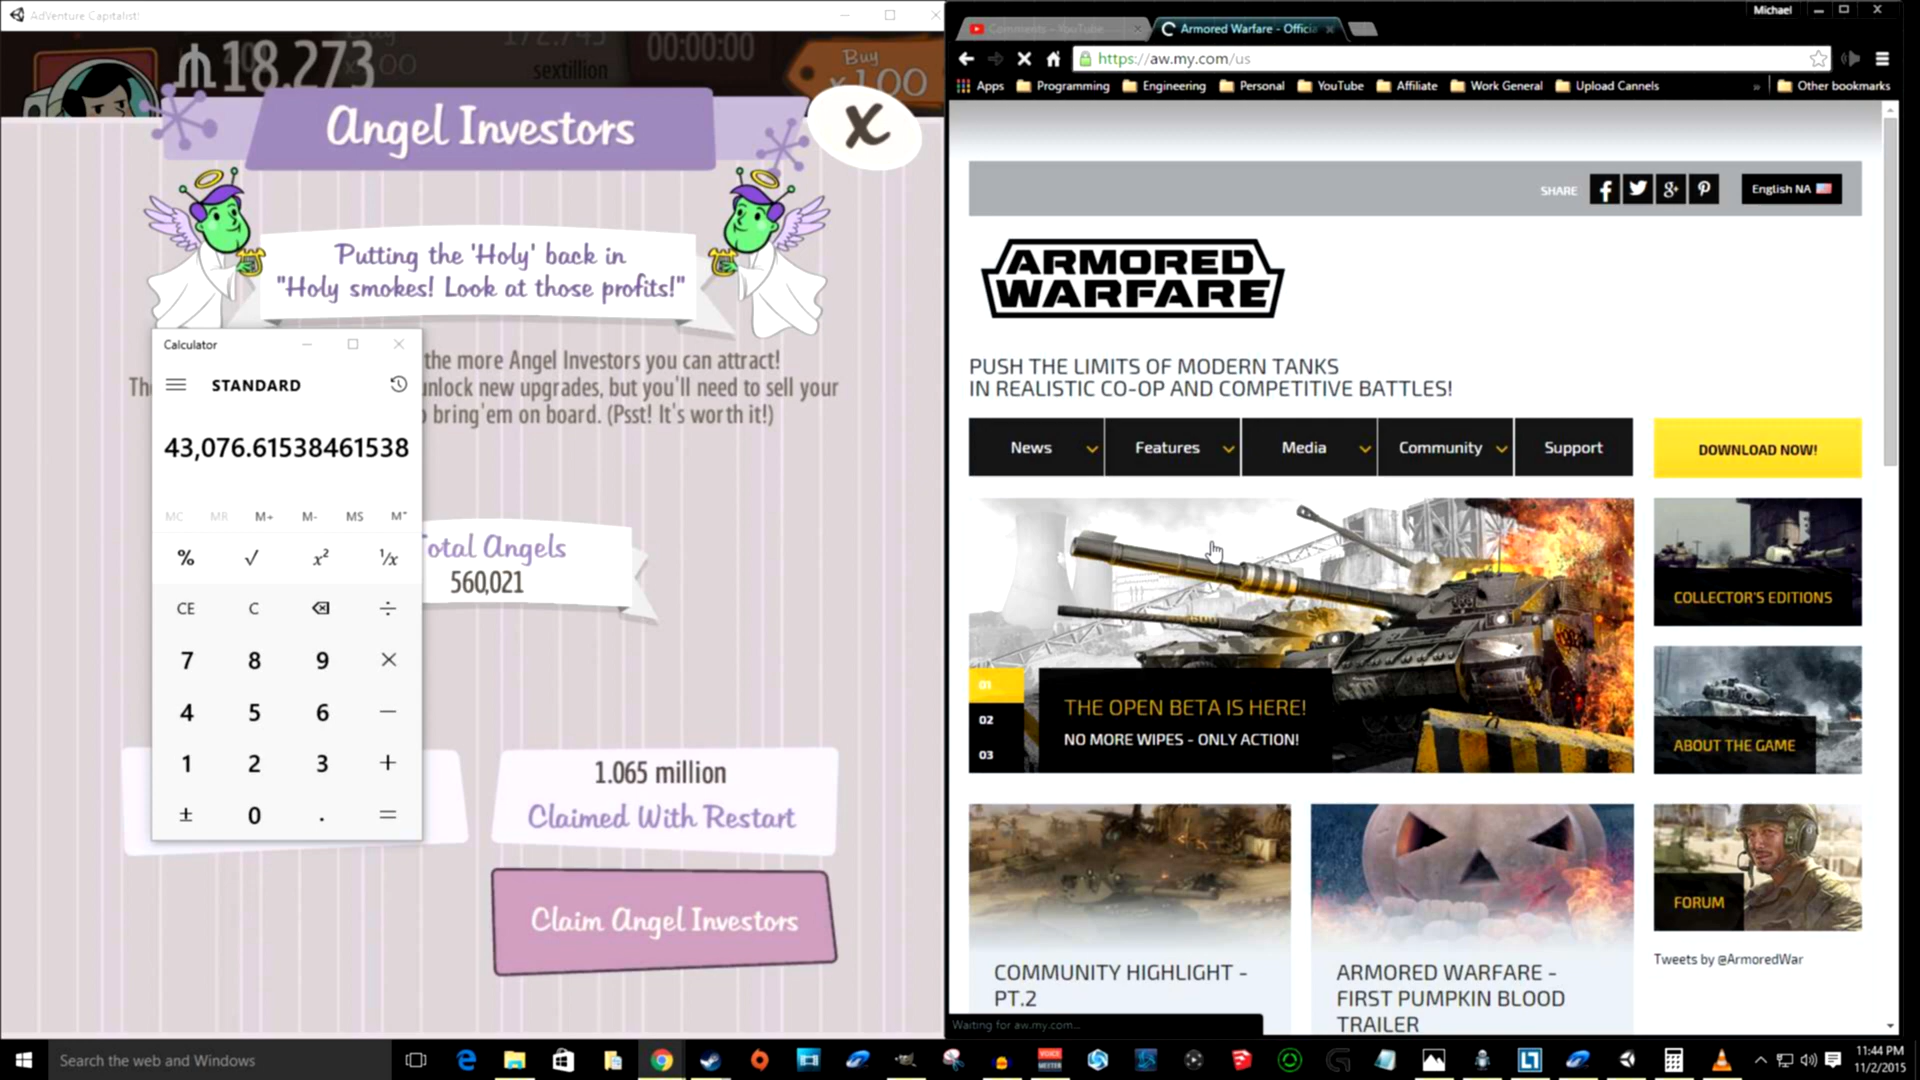 AdVenture Capitalist!
18,273
sextillion
00:00:00
Buy
x100
Angel Investors
X
Putting the 'Holy' back in
"Holy smokes! Look at those profits!"
the more Angel Investors you can attract!
unlock new upgrades, but you'll need to sell your
bring'em on board. (Psst! It's worth it!)
Calculator
STANDARD
43,076.61538461538
MC MR M+ M- MS M˅
% √ x² ¹/x
CE C ÷
7 8 9 ×
4 5 6 −
1 2 3 +
± 0 . =
Total Angels
560,021
1.065 million
Claimed With Restart
Claim Angel Investors
Michael
Comments - YouTube
Armored Warfare - Officia
https://aw.my.com/us
Apps Programming Engineering Personal YouTube Affiliate Work General Upload Cannels » Other bookmarks
SHARE
English NA
ARMORED
WARFARE
PUSH THE LIMITS OF MODERN TANKS
IN REALISTIC CO-OP AND COMPETITIVE BATTLES!
News Features Media Community Support
DOWNLOAD NOW!
01
02
03
THE OPEN BETA IS HERE!
NO MORE WIPES - ONLY ACTION!
COLLECTOR'S EDITIONS
ABOUT THE GAME
FORUM
Tweets by @ArmoredWar
COMMUNITY HIGHLIGHT -
PT.2
ARMORED WARFARE -
FIRST PUMPKIN BLOOD
TRAILER
Waiting for aw.my.com...
Search the web and Windows
11:44 PM
11/2/2015